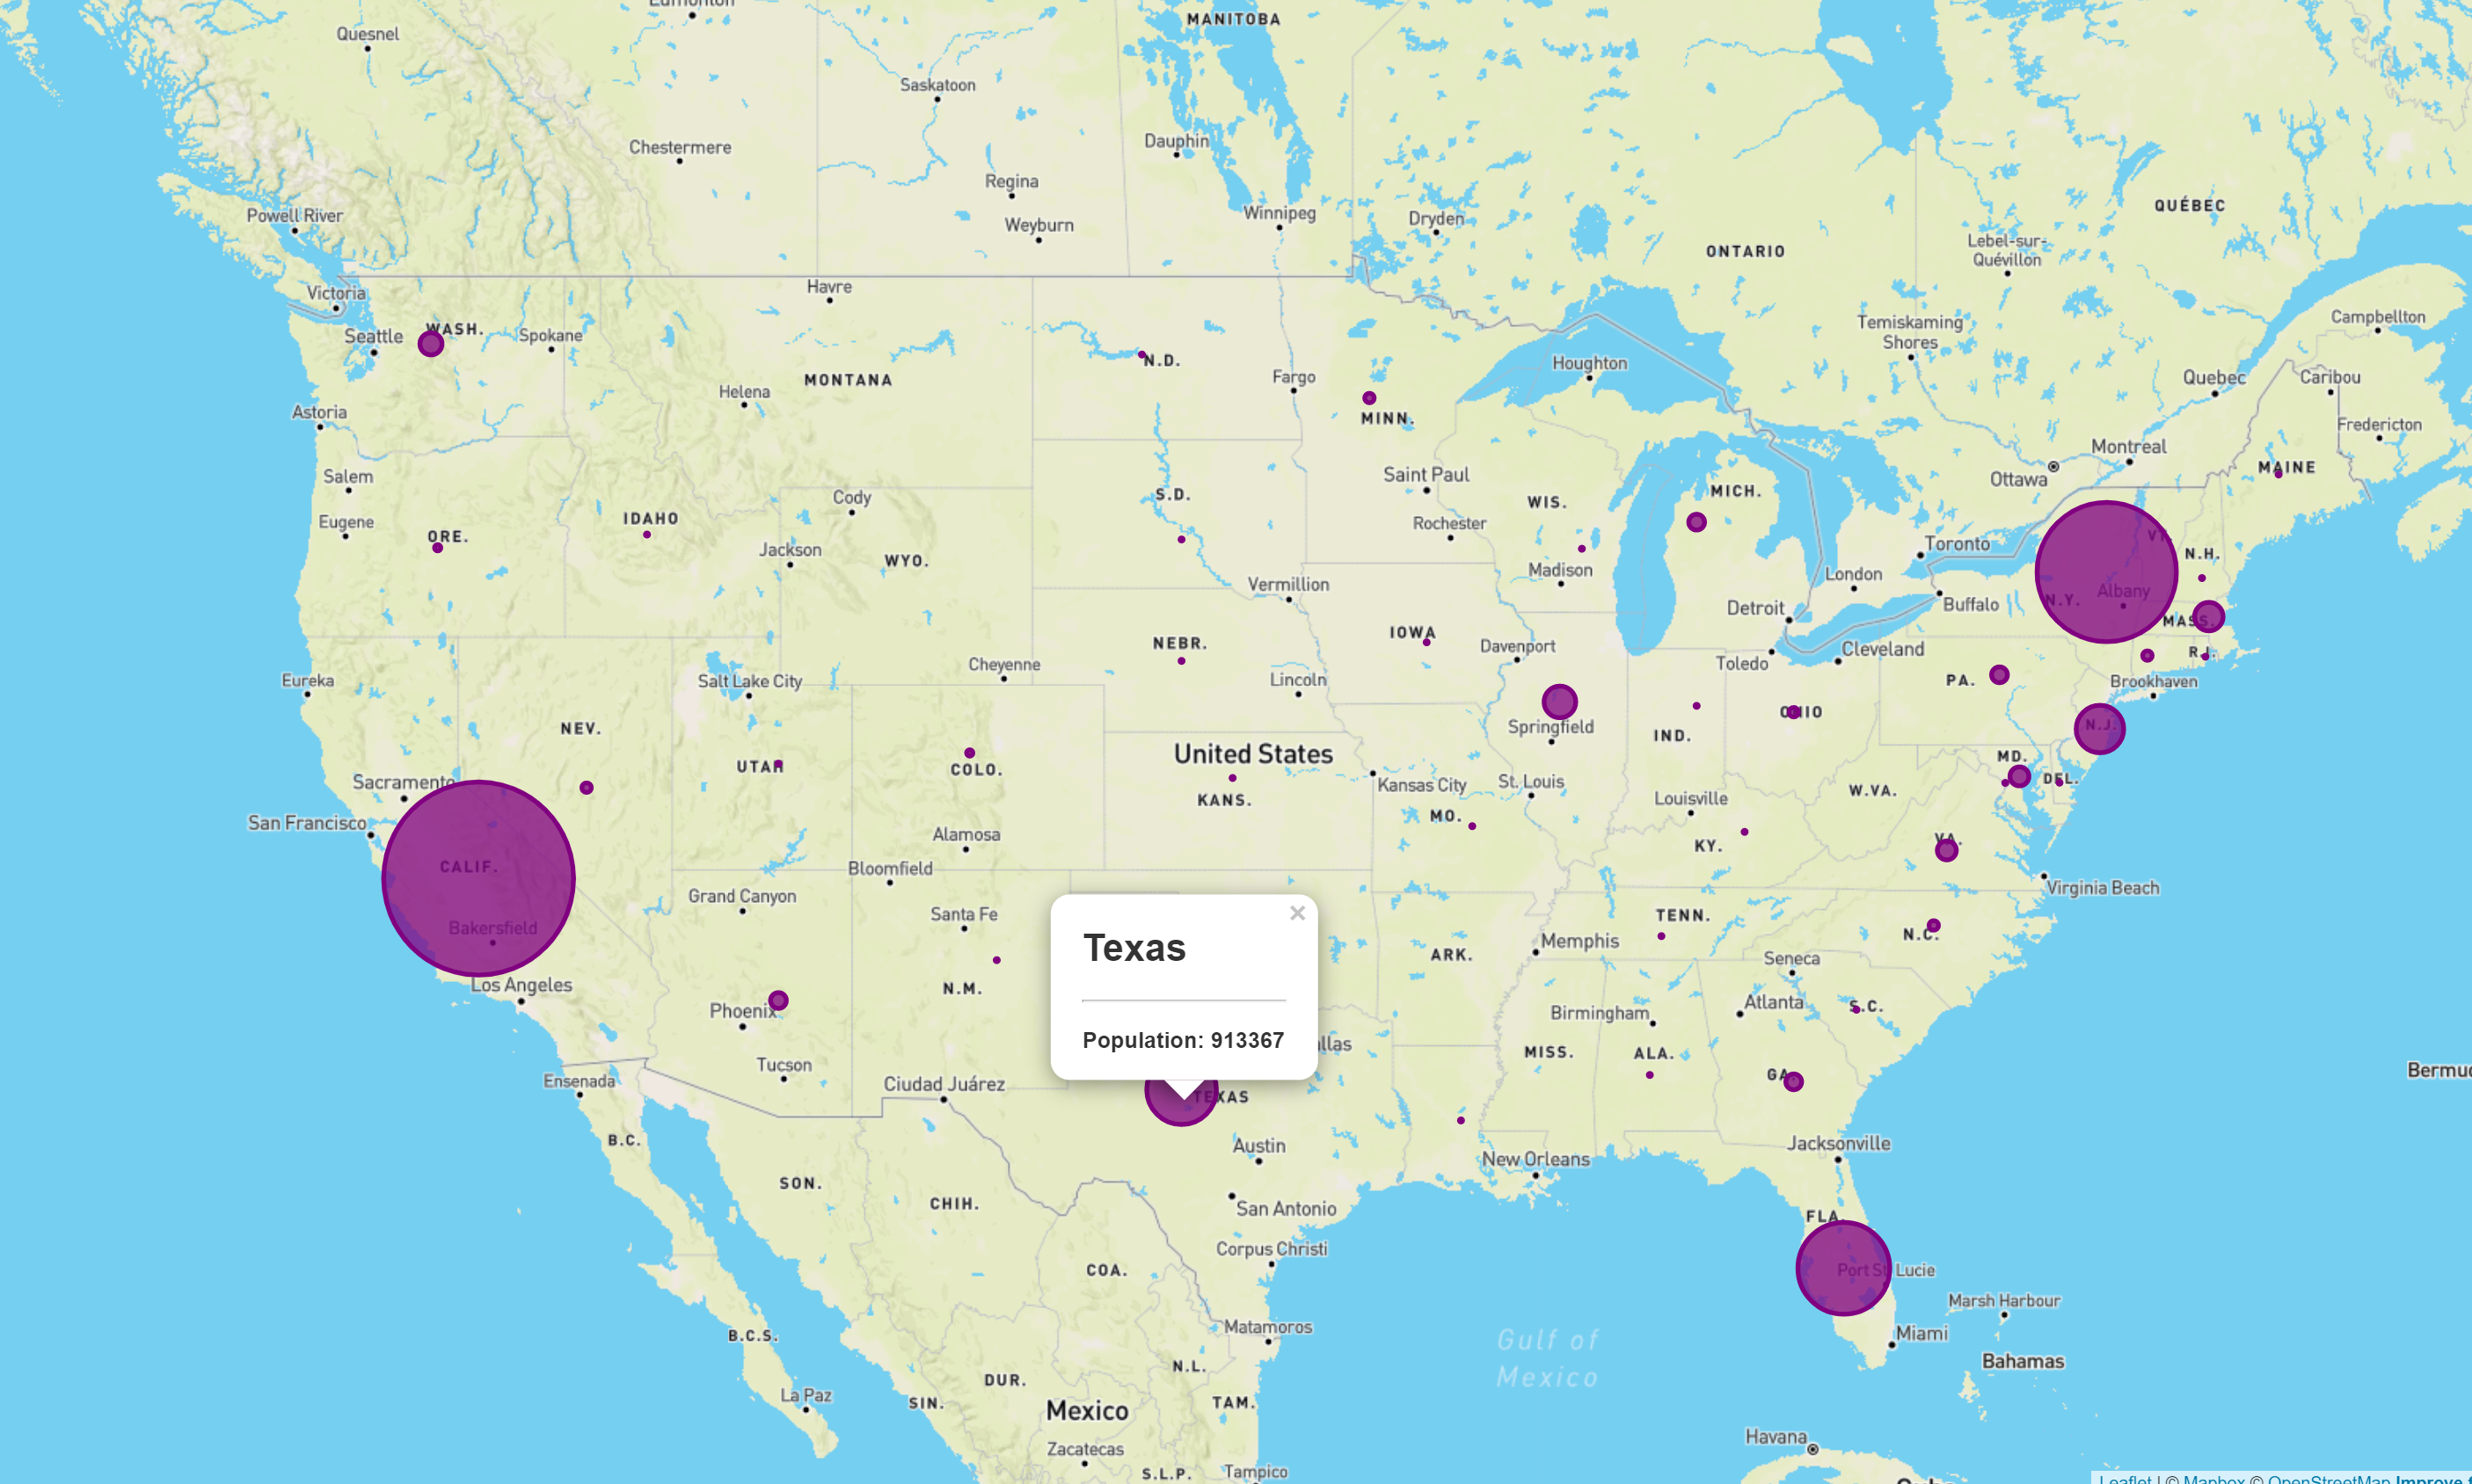 Edmonton
MANITOBA
Quesnel
Saskatoon
Dauphin
Chestermere
Regina
QUÉBEC
Powell River
Winnipeg
Dryden
Weyburn
ONTARIO
Lebel-sur-
Quévillon
Victoria
Havre
Campbellton
Temiskaming
Shores
Seattle
WASH.
Spokane
N.D.
Houghton
Fargo
MONTANA
Helena
Quebec
Caribou
Astoria
MINN.
Fredericton
Montreal
MAINE
Salem
Saint Paul
Ottawa
MICH.
S.D.
Cody
WIS.
Eugene
IDAHO
Rochester
ORE.
VT.
Toronto
N.H.
Jackson
WYO.
Madison
London
Vermillion
Albany
N.Y.
Detroit
Buffalo
MASS.
IOWA
NEBR.
Davenport
Cleveland
R.I.
Cheyenne
Toledo
Eureka
Salt Lake City
Lincoln
PA.
Brookhaven
OHIO
N.J.
NEV.
Springfield
IND.
United States
MD.
UTAH
COLO.
Sacramento
Kansas City
St. Louis
DEL.
KANS.
Louisville
W.VA.
San Francisco
MO.
Alamosa
VA.
KY.
CALIF.
Bloomfield
Virginia Beach
Grand Canyon
Santa Fe
TENN.
×
Bakersfield
Texas
Memphis
N.C.
ARK.
Seneca
Los Angeles
N.M.
Atlanta
S.C.
Phoenix
Birmingham
Population: 913367
allas
MISS.
ALA.
Tucson
GA.
Bermu
Ensenada
Ciudad Juárez
TEXAS
B.C.
Austin
Jacksonville
New Orleans
SON.
CHIH.
San Antonio
FLA.
Corpus Christi
COA.
Port St. Lucie
Marsh Harbour
Matamoros
Miami
B.C.S.
Gulf of
Mexico
Bahamas
N.L.
DUR.
La Paz
SIN.
TAM.
Mexico
Havana
Zacatecas
S.L.P.
Tampico
Leaflet | © Mapbox © OpenStreetMap Improve